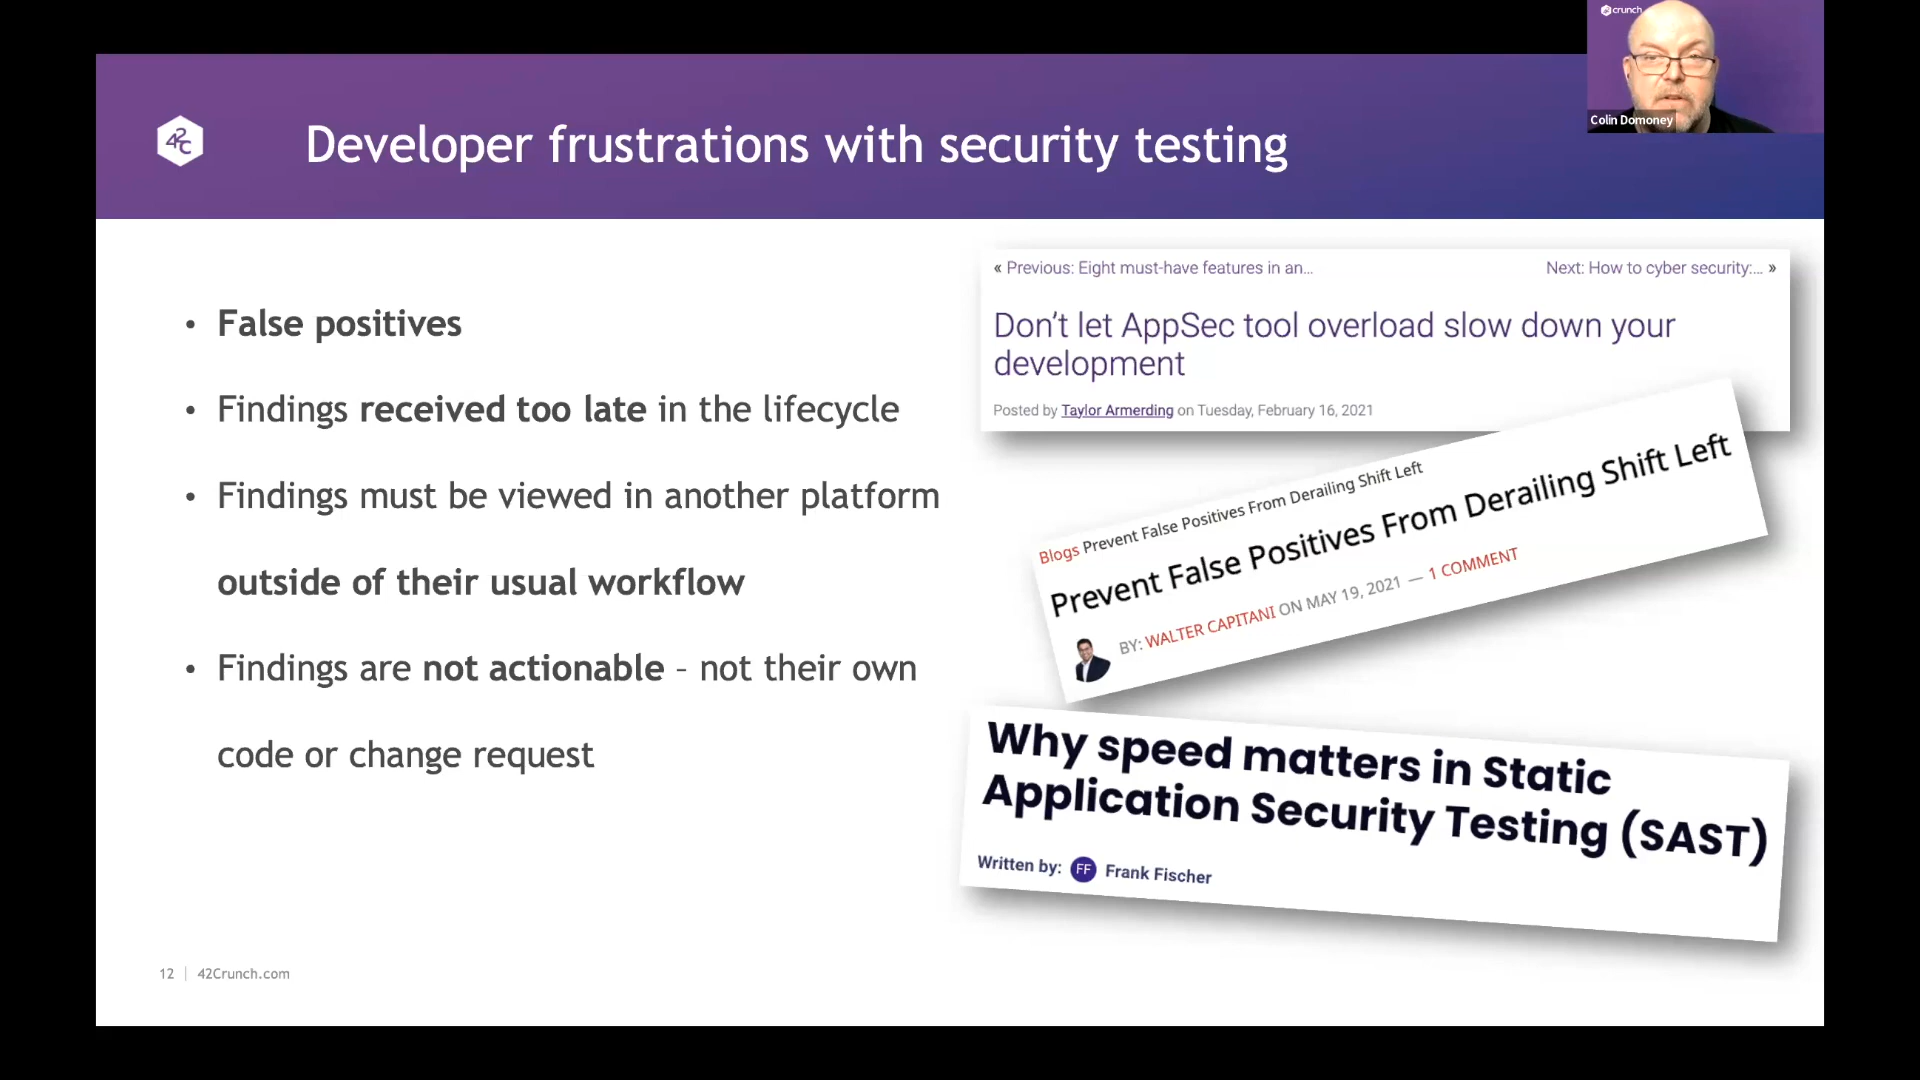 crunch
Colin Domoney
42C
Developer frustrations with security testing
• False positives
• Findings received too late in the lifecycle
• Findings must be viewed in another platform
outside of their usual workflow
• Findings are not actionable – not their own
code or change request
« Previous: Eight must-have features in an...
Next: How to cyber security:... »
Don't let AppSec tool overload slow down your
development
Posted by Taylor Armerding on Tuesday, February 16, 2021
Blogs Prevent False Positives From Derailing Shift Left
Prevent False Positives From Derailing Shift Left
BY: WALTER CAPITANI ON MAY 19, 2021 — 1 COMMENT
Why speed matters in Static
Application Security Testing (SAST)
Written by: FF Frank Fischer
12 | 42Crunch.com